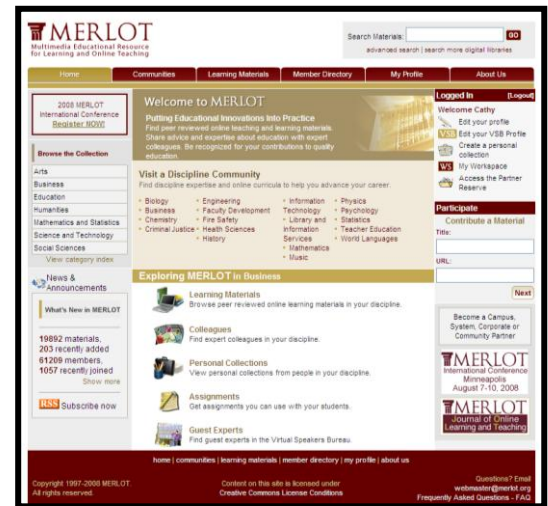 MERLOT
Multimedia Educational Resource
for Learning and Online Teaching
Search Materials:
GO
advanced search | search more digital libraries
Home
Communities
Learning Materials
Member Directory
My Profile
About Us
2008 MERLOT
International Conference
Register NOW!
Browse the Collection
Arts
Business
Education
Humanities
Mathematics and Statistics
Science and Technology
Social Sciences
View category index
News &
Announcements
What's New in MERLOT
19892 materials,
203 recently added
61209 members,
1057 recently joined
Show more
RSS Subscribe now
Welcome to MERLOT
Putting Educational Innovations Into
Practice
Find peer reviewed online teaching and learning materials.
Share advice and expertise about education with expert
colleagues. Be recognized for your contributions to quality
education.
Visit a Discipline Community
Find discipline expertise and online curricula to help you advance your career.
Biology
Business
Chemistry
Criminal Justice
Engineering
Faculty Development
Fire Safety
Health Sciences
History
Information
Technology
Library and
Information
Services
Mathematics
Music
Physics
Psychology
Statistics
Teacher Education
World Languages
Exploring MERLOT in Business
Learning Materials
Browse peer reviewed online learning materials in your discipline.
Colleagues
Find expert colleagues in your discipline.
Personal Collections
View personal collections from people in your discipline.
Assignments
Get assignments you can use with your students.
Guest Experts
Find guest experts in the Virtual Speakers Bureau.
Logged In [Logout]
Welcome Cathy
Edit your profile
VSB Edit your VSB Profile
Create a personal
collection
WS My Workspace
Access the Partner
Reserve
Participate
Contribute a Material
Title:
URL:
Next
Become a Campus,
System, Corporate or
Community Partner
MERLOT
International Conference
Minneapolis
August 7-10, 2008
MERLOT
Journal of Online
Learning and Teaching
home | communities | learning materials | member directory | my profile | about us
Copyright 1997-2008 MERLOT.
All rights reserved.
Content on this site is licensed under
Creative Commons License Conditions
Questions? Email
webmaster@merlot.org
Frequently Asked Questions - FAQ